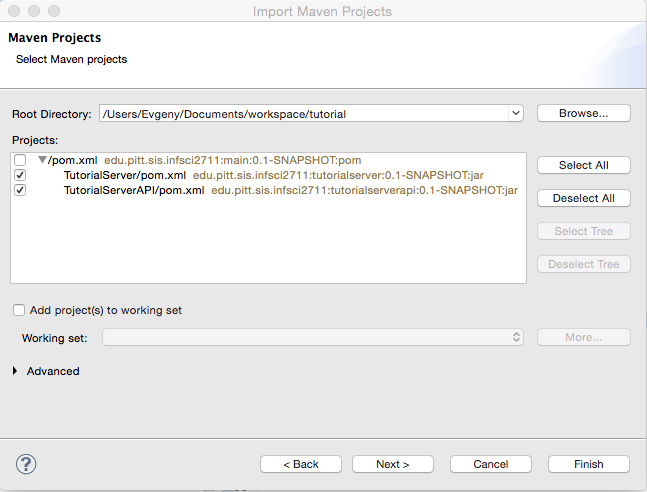 Import Maven Projects
Maven Projects
Select Maven projects
Root Directory: /Users/Evgeny/Documents/workspace/tutorial Browse...
Projects:
/pom.xml edu.pitt.sis.infsci2711:main:0.1-SNAPSHOT:pom
TutorialServer/pom.xml edu.pitt.sis.infsci2711:tutorialserver:0.1-SNAPSHOT:jar
TutorialServerAPI/pom.xml edu.pitt.sis.infsci2711:tutorialserverapi:0.1-SNAPSHOT:jar
Select All
Deselect All
Select Tree
Deselect Tree
Add project(s) to working set
Working set: More...
Advanced
? < Back Next > Cancel Finish